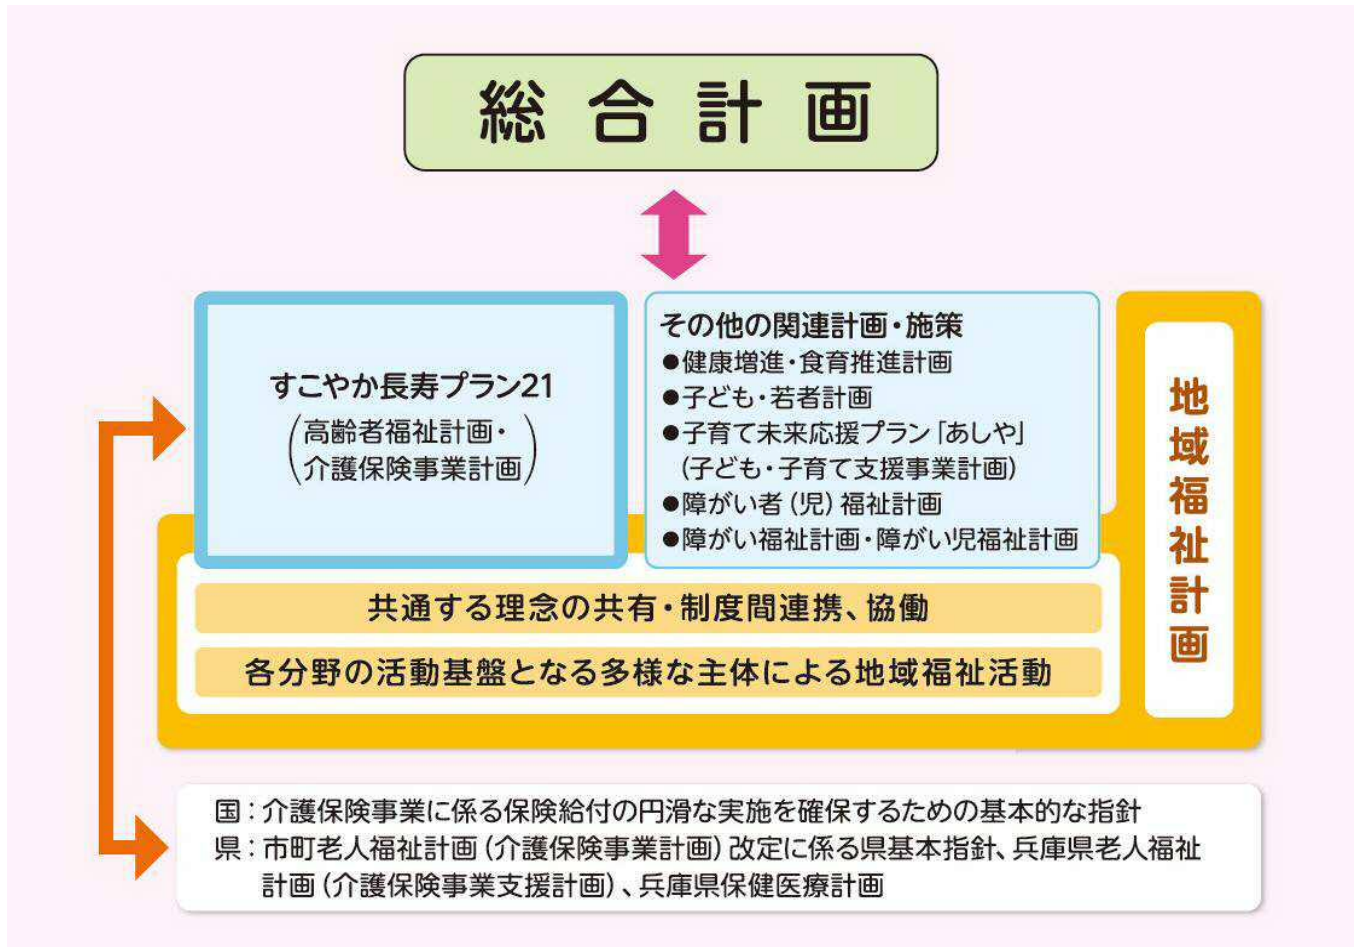 総合計画
すこやか長寿プラン21
(高齢者福祉計画・
介護保険事業計画)
その他の関連計画・施策
●健康増進・食育推進計画
●子ども・若者計画
●子育て未来応援プラン「あしや」
(子ども・子育て支援事業計画)
●障がい者(児)福祉計画
●障がい福祉計画・障がい児福祉計画
地域福祉計画
共通する理念の共有・制度間連携、協働
各分野の活動基盤となる多様な主体による地域福祉活動
国：介護保険事業に係る保険給付の円滑な実施を確保するための基本的な指針
県：市町老人福祉計画(介護保険事業計画)改定に係る県基本指針、兵庫県老人福祉
計画(介護保険事業支援計画)、兵庫県保健医療計画